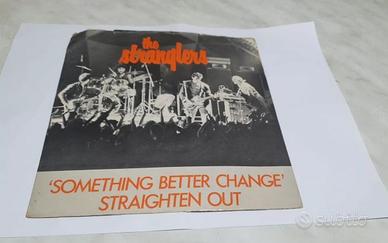 the
stranglers
'SOMETHING BETTER CHANGE'
STRAIGHTEN OUT
subito